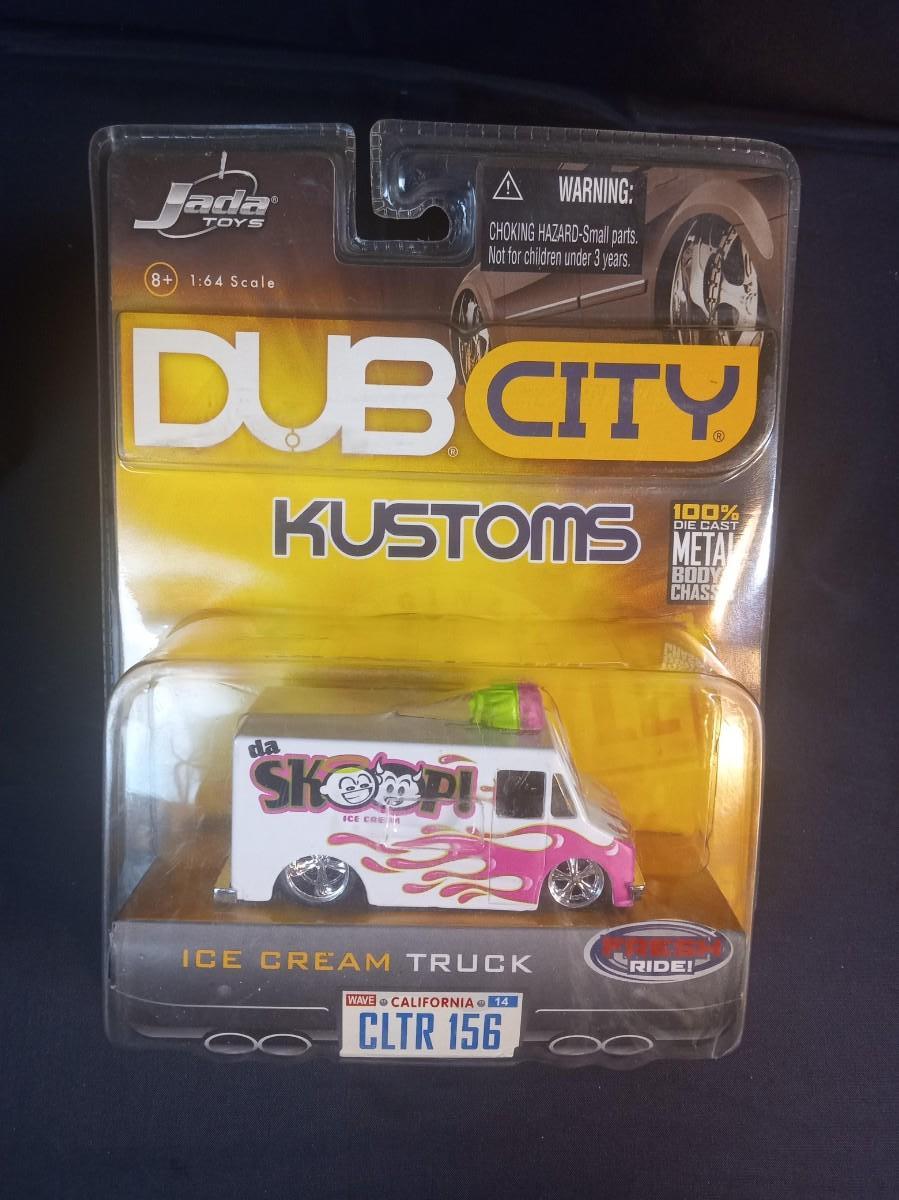 Jada®
TOYS
WARNING:
CHOKING HAZARD-Small parts.
Not for children under 3 years.
8+ 1:64 Scale
DUB® CITY®
KUSTOMS
100%
DIE CAST
METAL
BODY
CHASSIS
da
SKOOP!
ICE CREAM
ICE CREAM TRUCK
FRESH
RIDE!
WAVE CALIFORNIA 14
CLTR 156